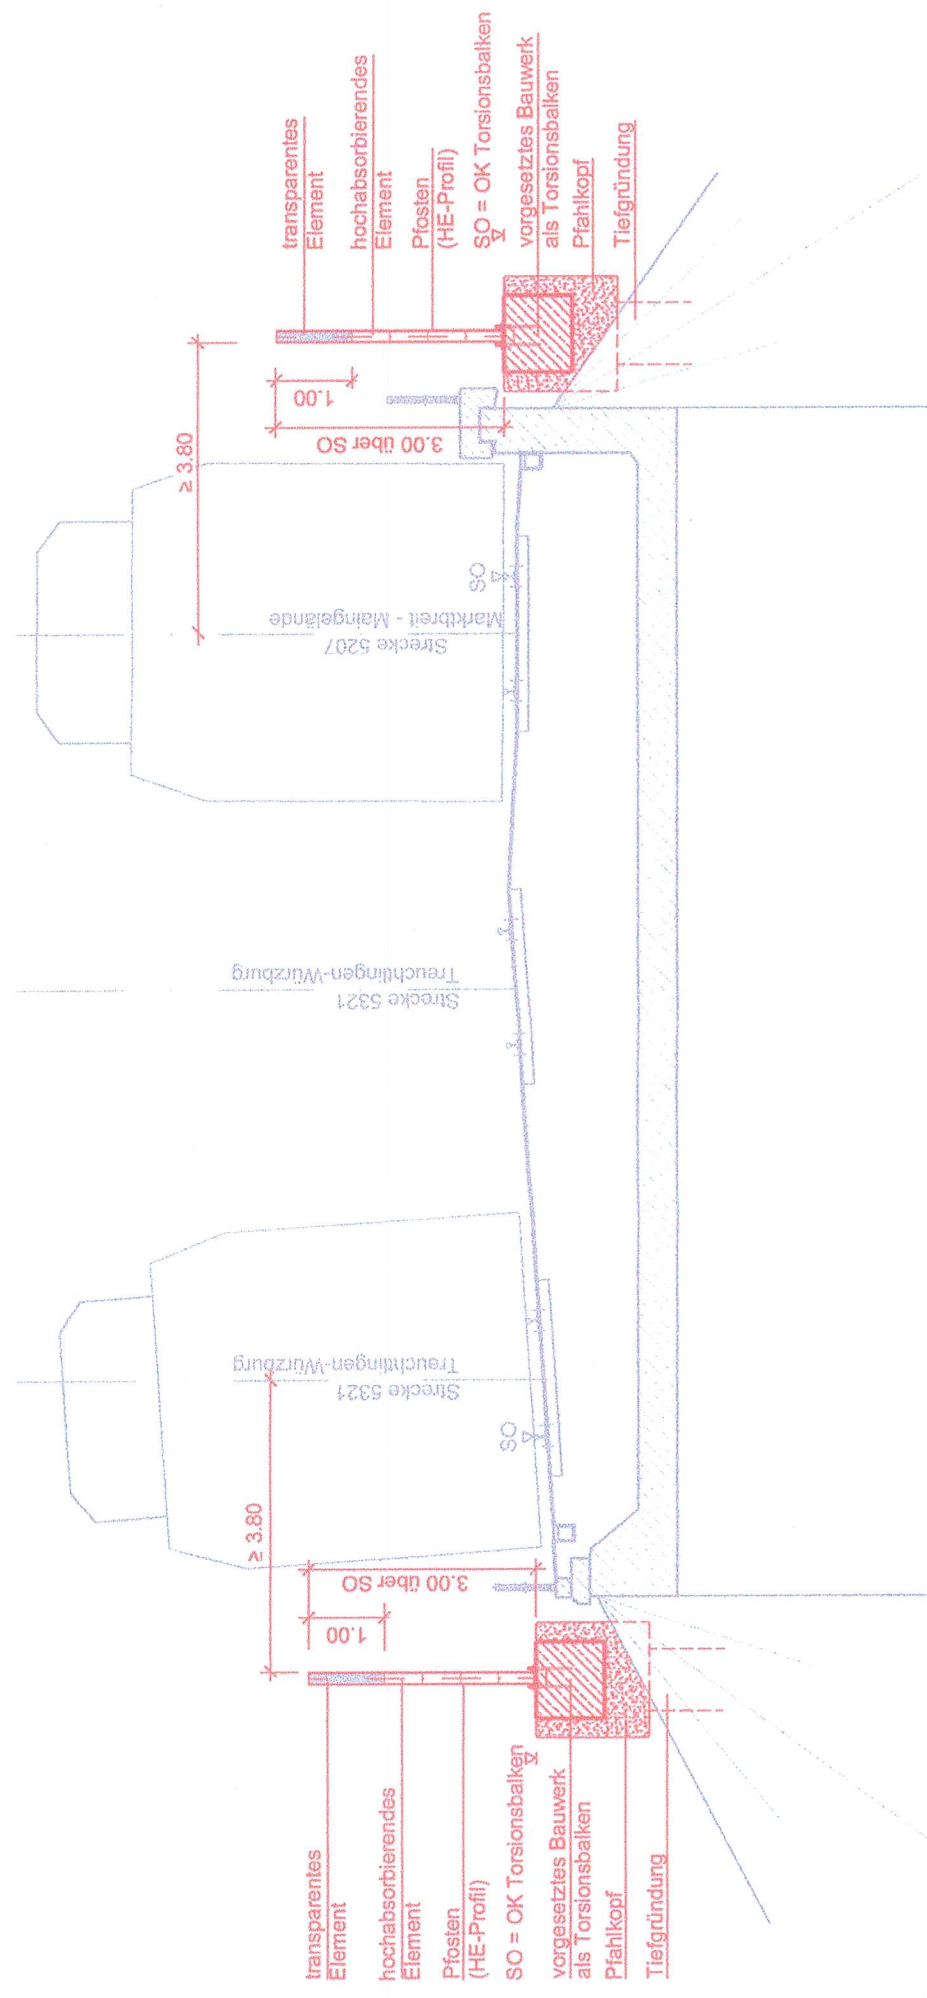 transparentes
Element
hochabsorbierendes
Element
Pfosten
(HE-Profil)
SO = OK Torsionsbalken
vorgesetztes Bauwerk
als Torsionsbalken
Pfahlkopf
Tiefgründung
≥ 3.80
1.00
3.00 über SO
SO
Strecke 5321
Treuchtlingen-Würzburg
Strecke 5321
Treuchtlingen-Würzburg
Strecke 5207
Marktbreit - Maingelände
SO
≥ 3.80
1.00
3.00 über SO
transparentes
Element
hochabsorbierendes
Element
Pfosten
(HE-Profil)
SO = OK Torsionsbalken
vorgesetztes Bauwerk
als Torsionsbalken
Pfahlkopf
Tiefgründung